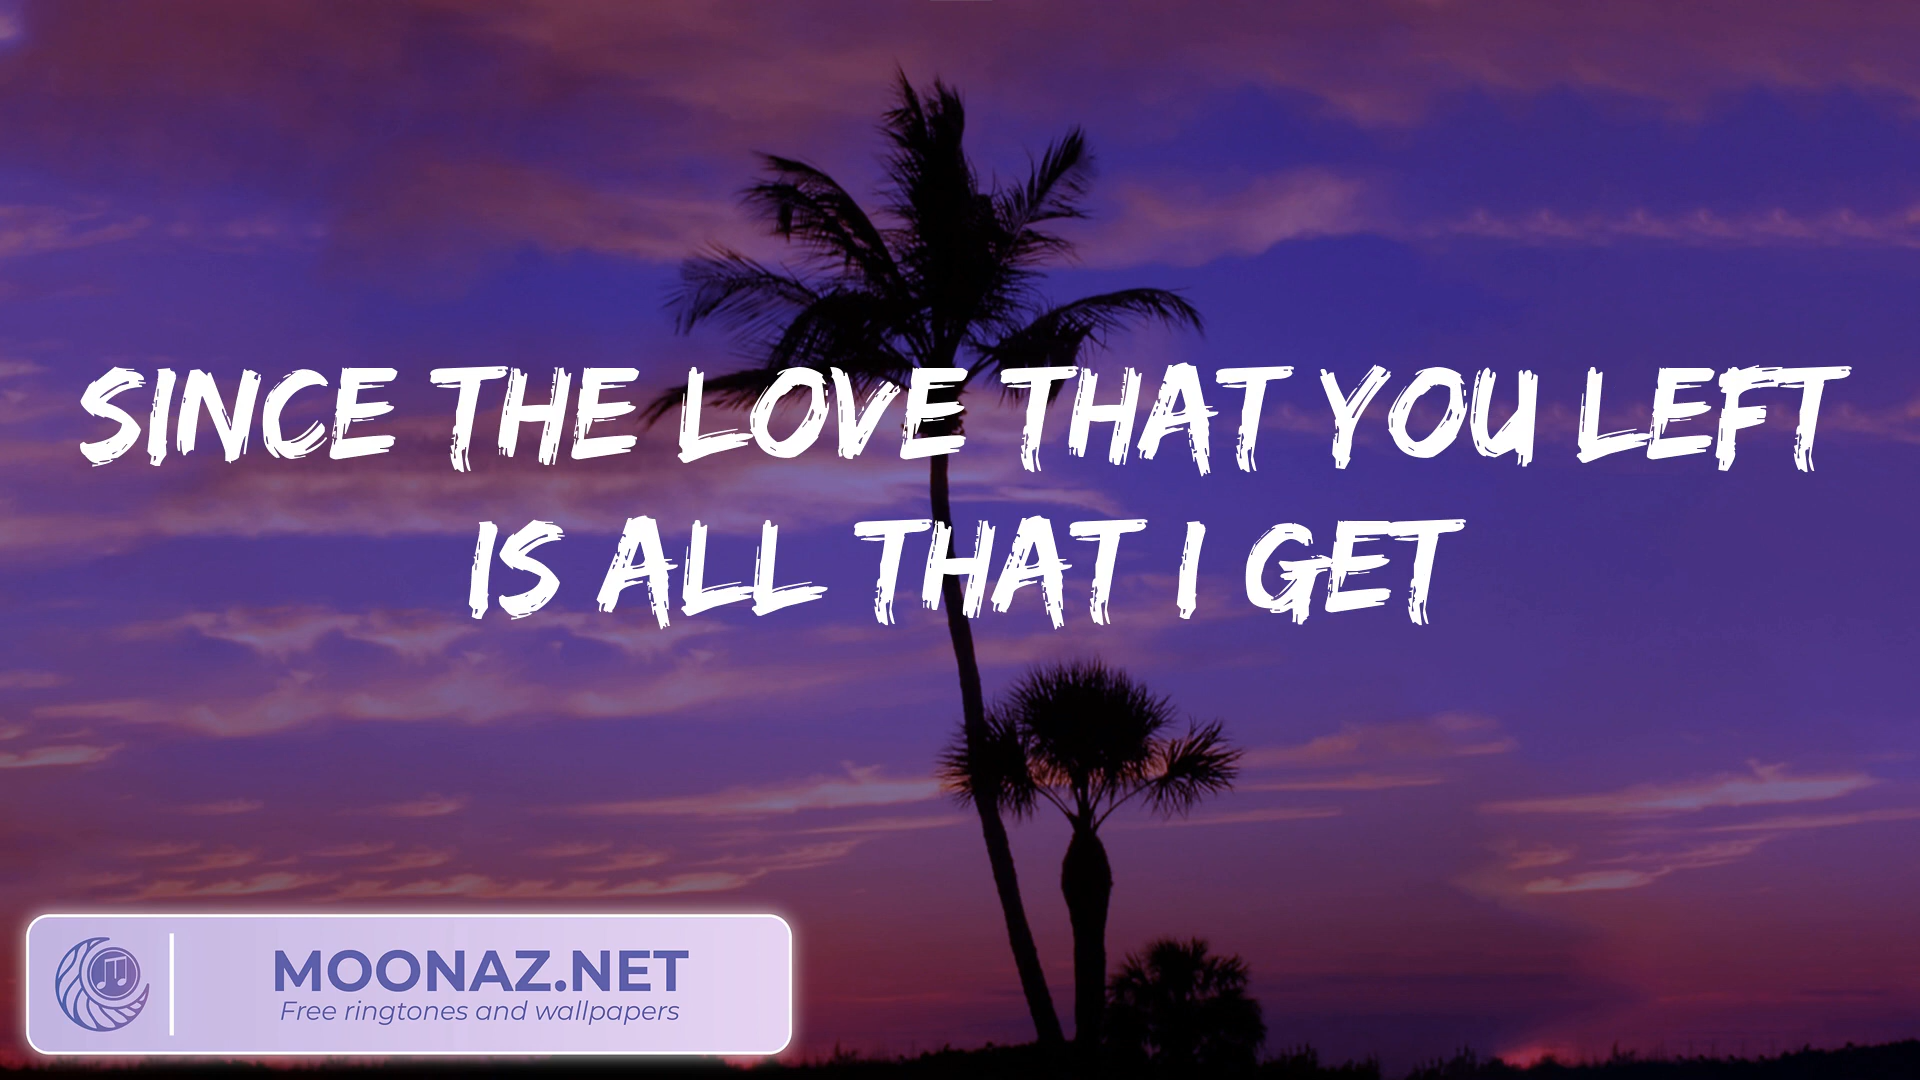 SINCE THE LOVE THAT YOU LEFT
IS ALL THAT I GET
MOONAZ.NET
Free ringtones and wallpapers